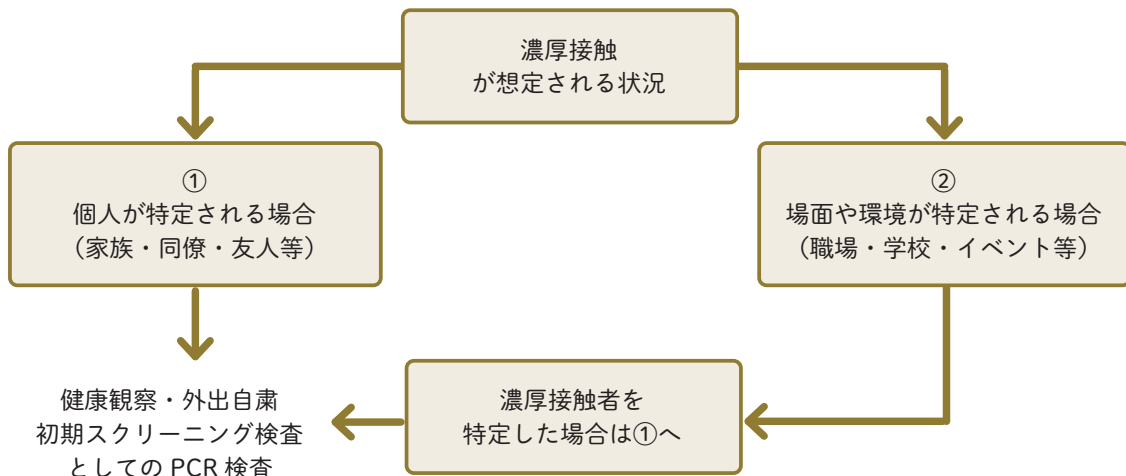 濃厚接触
が想定される状況
①
個人が特定される場合
（家族・同僚・友人等）
②
場面や環境が特定される場合
（職場・学校・イベント等）
健康観察・外出自粛
初期スクリーニング検査
としての PCR 検査
濃厚接触者を
特定した場合は①へ